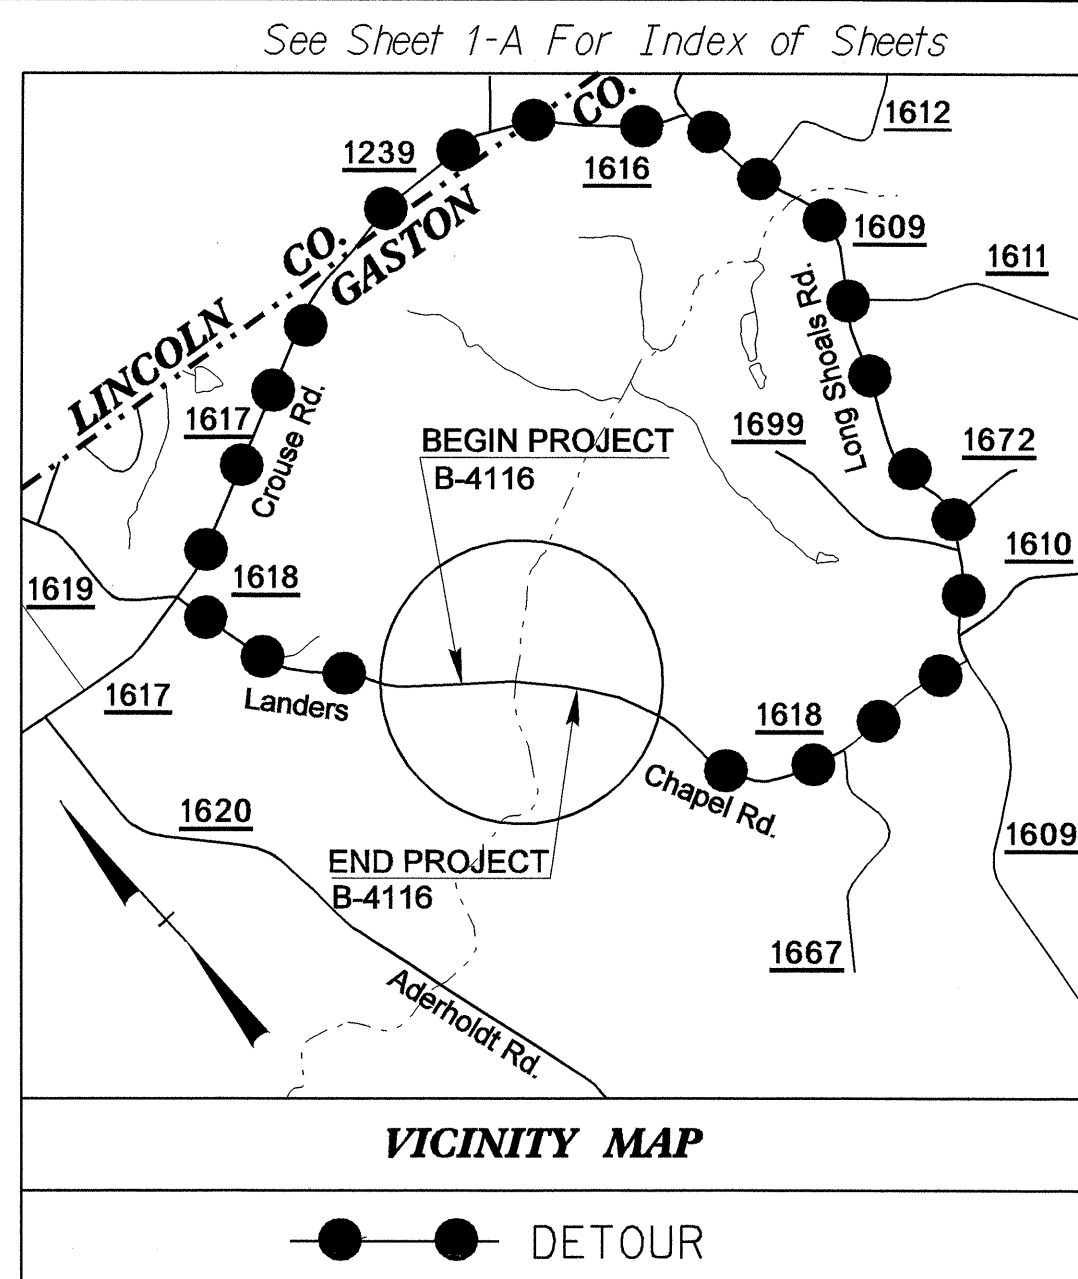 See Sheet 1-A For Index of Sheets
CO.
1612
1239
1616
1609
CO.
GASTON
1611
LINCOLN
Long Shoals Rd.
1617
Crouse Rd.
1699
BEGIN PROJECT
B-4116
1672
1610
1618
1619
1617
Landers
1618
Chapel Rd.
1620
1609
END PROJECT
B-4116
1667
Aderholdt Rd.
VICINITY MAP
DETOUR